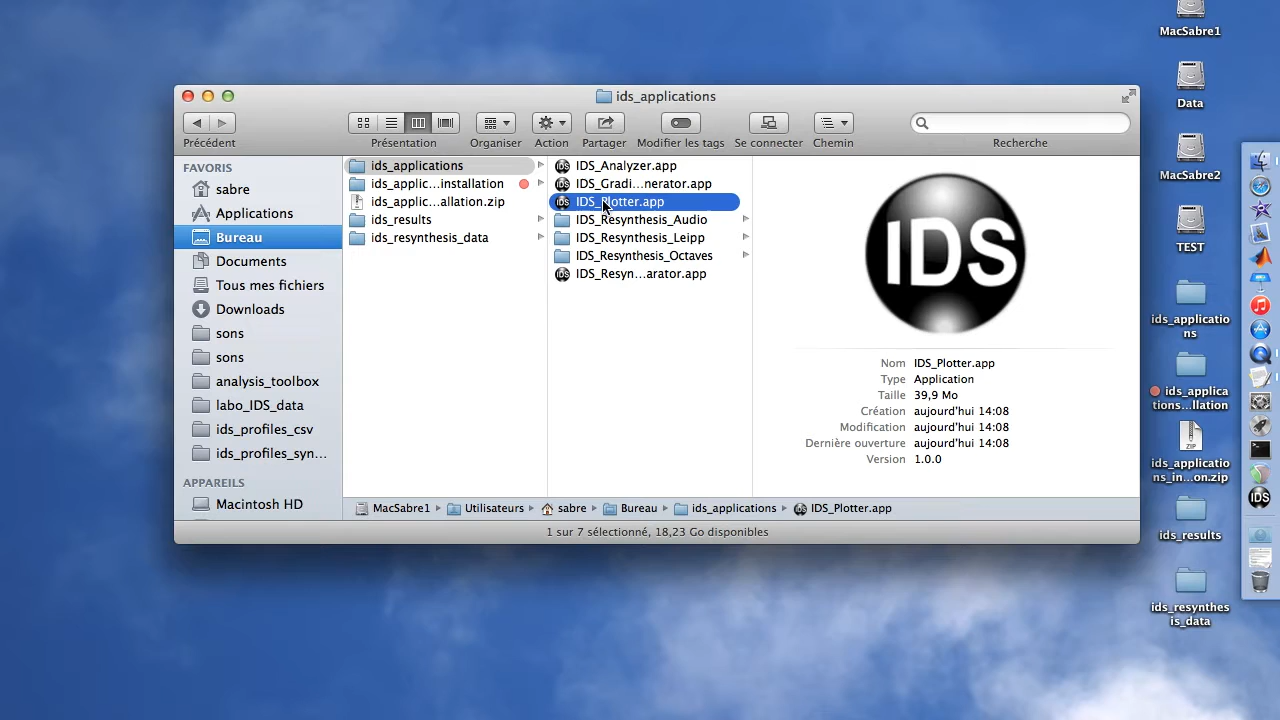 ids_applications
Précédent
Présentation
Organiser
Action
Partager
Modifier les tags
Se connecter
Chemin
Recherche
FAVORIS
sabre
Applications
Bureau
Documents
Tous mes fichiers
Downloads
sons
sons
analysis_toolbox
labo_IDS_data
ids_profiles_csv
ids_profiles_syn...
APPAREILS
Macintosh HD
ids_applications
ids_applic...installation
ids_applic...allation.zip
ids_results
ids_resynthesis_data
IDS_Analyzer.app
IDS_Gradi...nerator.app
IDS_Plotter.app
IDS_Resynthesis_Audio
IDS_Resynthesis_Leipp
IDS_Resynthesis_Octaves
IDS_Resyn...arator.app
IDS
Nom IDS_Plotter.app
Type Application
Taille 39,9 Mo
Création aujourd'hui 14:08
Modification aujourd'hui 14:08
Dernière ouverture aujourd'hui 14:08
Version 1.0.0
MacSabre1 ▸ Utilisateurs ▸ sabre ▸ Bureau ▸ ids_applications ▸ IDS_Plotter.app
1 sur 7 sélectionné, 18,23 Go disponibles
MacSabre1
Data
MacSabre2
TEST
ids_applicatio
ns
ids_applica
tions...llation
ZIP
ids_applicatio
ns_in...on.zip
ids_results
ids_resynthes
is_data
IDS